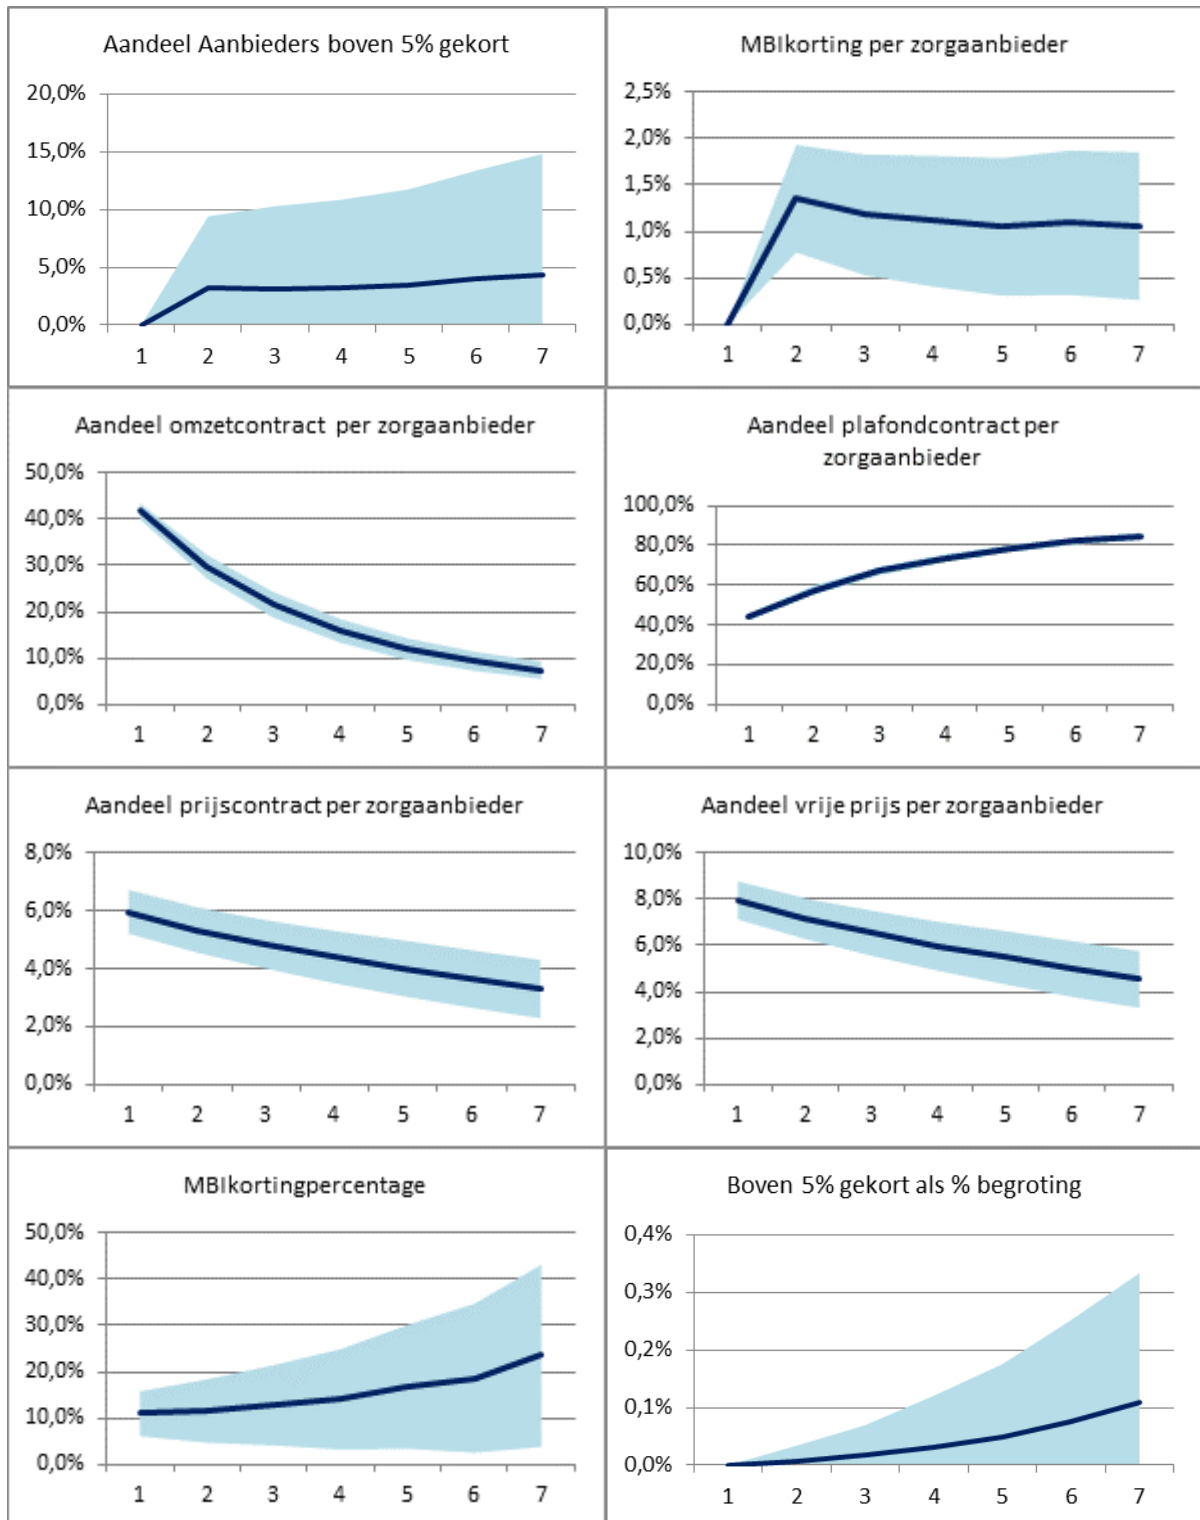 Aandeel Aanbieders boven 5% gekort
20,0%
15,0%
10,0%
5,0%
0,0%
1 2 3 4 5 6 7
MBIkorting per zorgaanbieder
2,5%
2,0%
1,5%
1,0%
0,5%
0,0%
1 2 3 4 5 6 7
Aandeel omzetcontract per zorgaanbieder
50,0%
40,0%
30,0%
20,0%
10,0%
0,0%
1 2 3 4 5 6 7
Aandeel plafondcontract per
zorgaanbieder
100,0%
80,0%
60,0%
40,0%
20,0%
0,0%
1 2 3 4 5 6 7
Aandeel prijscontract per zorgaanbieder
8,0%
6,0%
4,0%
2,0%
0,0%
1 2 3 4 5 6 7
Aandeel vrije prijs per zorgaanbieder
10,0%
8,0%
6,0%
4,0%
2,0%
0,0%
1 2 3 4 5 6 7
MBIkortingpercentage
50,0%
40,0%
30,0%
20,0%
10,0%
0,0%
1 2 3 4 5 6 7
Boven 5% gekort als % begroting
0,4%
0,3%
0,2%
0,1%
0,0%
1 2 3 4 5 6 7